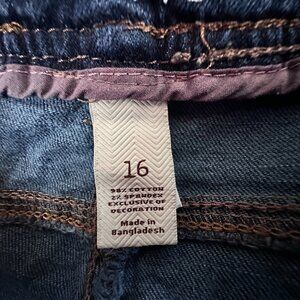 16
98% COTTON
2% SPANDEX
EXCLUSIVE OF
DECORATION
Made in
Bangladesh